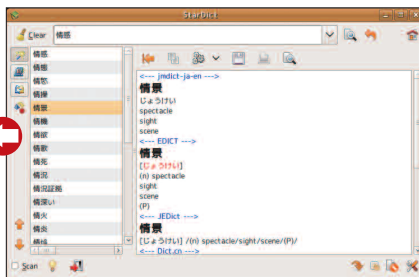 Stardict
Clear 情感
情感
情態
情慾
情操
情景
情機
情欲
情歌
情死
情況
情況証拠
情深い
情火
情炎
<--- jmdict-ja-en --->
情景
じょうけい
spectacle
sight
scene
<--- EDICT --->
情景
[じょうけい]
(n) spectacle
sight
scene
(P)
<--- JEDict --->
情景
[じょうけい] /(n) spectacle/sight/scene/(P)/
<--- Dict.cn --->
Scan